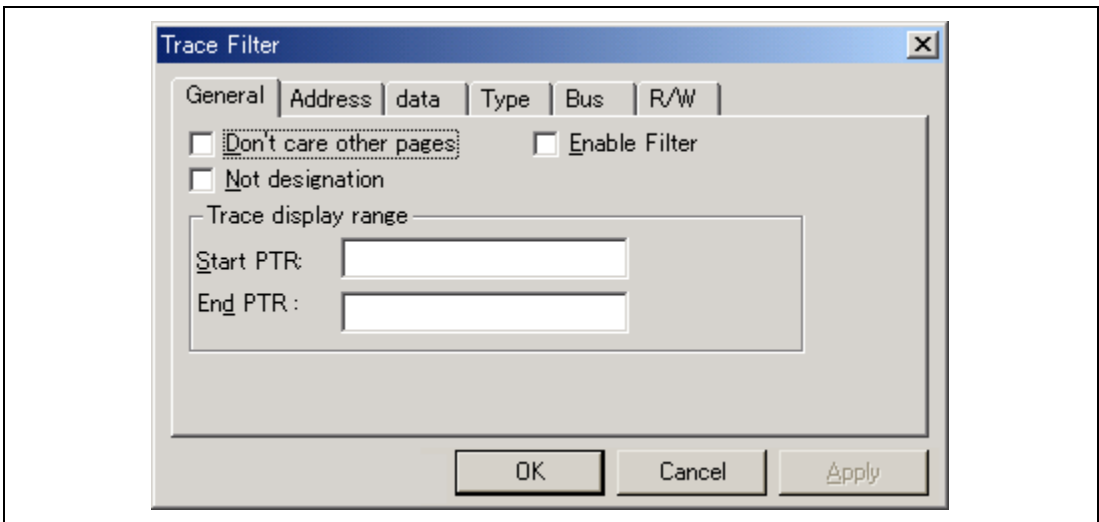 Trace Filter
General Address data Type Bus R/W
Don't care other pages Enable Filter
Not designation
Trace display range
Start PTR:
End PTR :
OK Cancel Apply